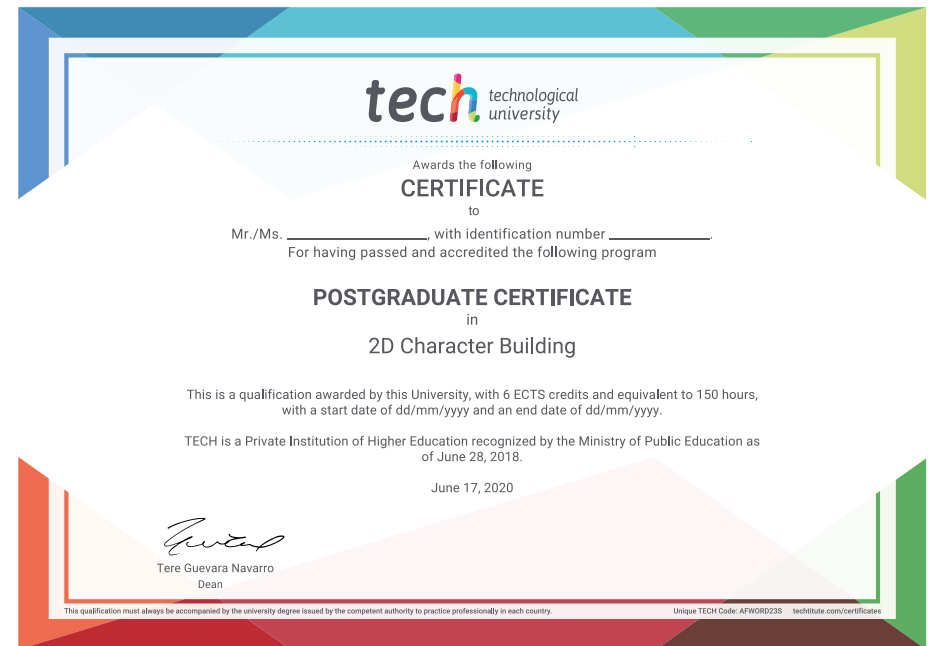 tech technological
university
Awards the following
CERTIFICATE
to
Mr./Ms. ____________________, with identification number ______________.
For having passed and accredited the following program
POSTGRADUATE CERTIFICATE
in
2D Character Building
This is a qualification awarded by this University, with 6 ECTS credits and equivalent to 150 hours,
with a start date of dd/mm/yyyy and an end date of dd/mm/yyyy.
TECH is a Private Institution of Higher Education recognized by the Ministry of Public Education as
of June 28, 2018.
June 17, 2020
Tere Guevara Navarro
Dean
This qualification must always be accompanied by the university degree issued by the competent authority to practice professionally in each country.
Unique TECH Code: AFWORD23S techtitute.com/certificates